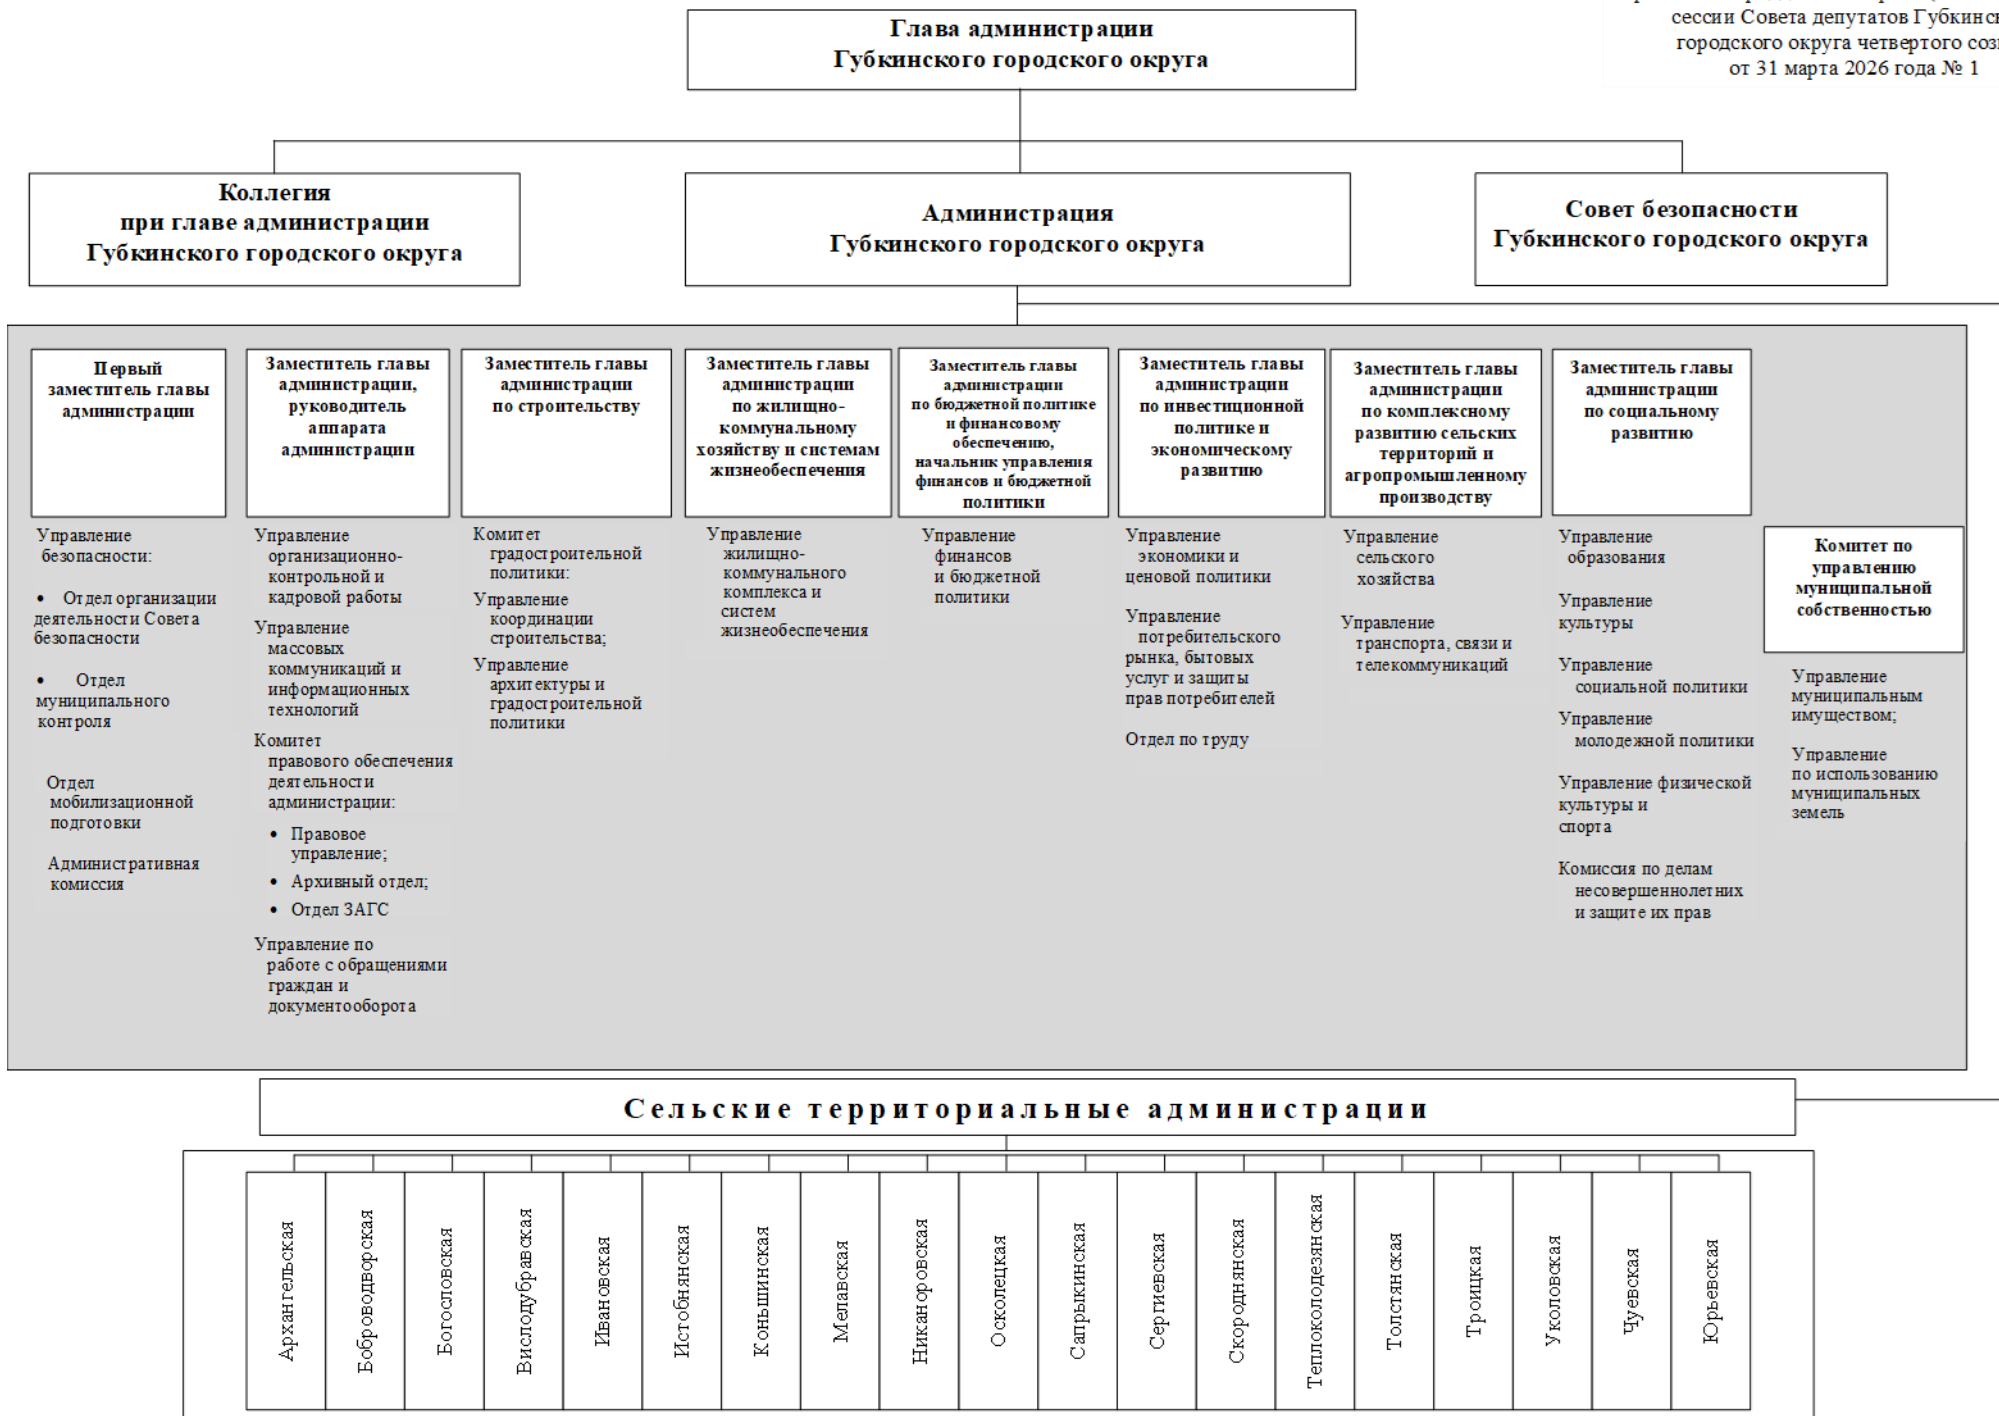 сессии Совета депутатов Губкинс
городского округа четвертого соз
от 31 марта 2026 года № 1
Глава администрации
Губкинского городского округа
Коллегия
при главе администрации
Губкинского городского округа
Администрация
Губкинского городского округа
Совет безопасности
Губкинского городского округа
Первый
заместитель главы
администрации
Управление
безопасности:
• Отдел организации
деятельности Совета
безопасности
• Отдел
муниципального
контроля
Отдел
мобилизационной
подготовки
Административная
комиссия
Заместитель главы
администрации,
руководитель
аппарата
администрации
Управление
организационно-
контрольной и
кадровой работы
Управление
массовых
коммуникаций и
информационных
технологий
Комитет
правового обеспечения
деятельности
администрации:
• Правовое
управление;
• Архивный отдел;
• Отдел ЗАГС
Управление по
работе с обращениями
граждан и
документооборота
Заместитель главы
администрации
по строительству
Комитет
градостроительной
политики:
Управление
координации
строительства;
Управление
архитектуры и
градостроительной
политики
Заместитель главы
администрации
по жилищно-
коммунальному
хозяйству и системам
жизнеобеспечения
Управление
жилищно-
коммунального
комплекса и
систем
жизнеобеспечения
Заместитель главы
администрации
по бюджетной политике
и финансовому
обеспечению,
начальник управления
финансов и бюджетной
политики
Управление
финансов
и бюджетной
политики
Заместитель главы
администрации
по инвестиционной
политике и
экономическому
развитию
Управление
экономики и
ценовой политики
Управление
потребительского
рынка, бытовых
услуг и защиты
прав потребителей
Отдел по труду
Заместитель главы
администрации
по комплексному
развитию сельских
территорий и
агропромышленному
производству
Управление
сельского
хозяйства
Управление
транспорта, связи и
телекоммуникаций
Заместитель главы
администрации
по социальному
развитию
Управление
образования
Управление
культуры
Управление
социальной политики
Управление
молодежной политики
Управление физической
культуры и
спорта
Комиссия по делам
несовершеннолетних
и защите их прав
Комитет по
управлению
муниципальной
собственностью
Управление
муниципальным
имуществом;
Управление
по использованию
муниципальных
земель
Сельские территориальные администрации
Архангельская
Боброводворская
Богословская
Вислодубравская
Ивановская
Истобнянская
Коньшинская
Мелавская
Никаноровская
Осколецкая
Сапрыкинская
Сергиевская
Скороднянская
Теплоколодезянская
Толстянская
Троицкая
Уколовская
Чуевская
Юрьевская